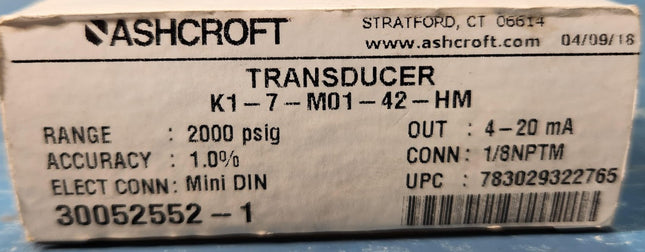 ASHCROFT
STRATFORD, CT 06614
www.ashcroft.com 04/09/18
TRANSDUCER
K1-7-M01-42-HM
RANGE : 2000 psig
OUT : 4-20 mA
ACCURACY : 1.0%
CONN: 1/8NPTM
ELECT CONN: Mini DIN
UPC : 783029322765
30052552-1